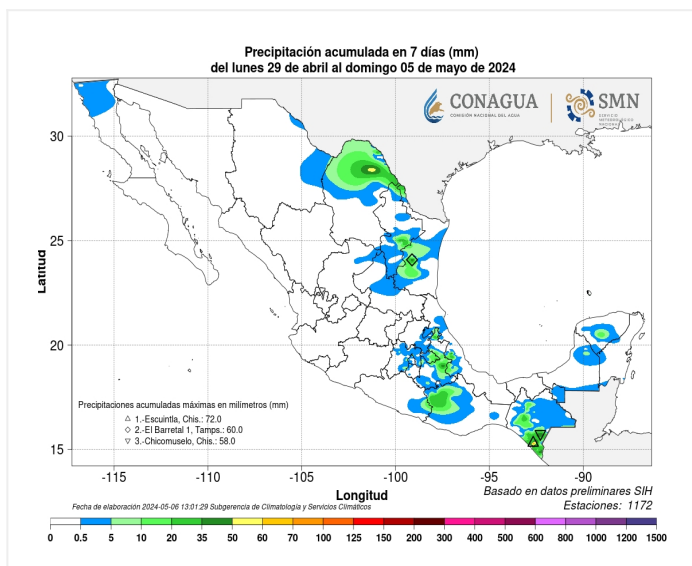 Precipitación acumulada en 7 días (mm)
del lunes 29 de abril al domingo 05 de mayo de 2024
CONAGUA
COMISIÓN NACIONAL DEL AGUA
SMN
SERVICIO
METEOROLÓGICO
NACIONAL
30
25
20
15
Latitud
Precipitaciones acumuladas máximas en milímetros (mm)
1.-Escuintla, Chis.: 72.0
2.-El Barretal 1, Tamps.: 60.0
3.-Chicomuselo, Chis.: 58.0
-115 -110 -105 -100 -95 -90
Longitud
Basado en datos preliminares SIH
Estaciones: 1172
Fecha de elaboración 2024-05-06 13:01:29 Subgerencia de Climatología y Servicios Climáticos
0 0.5 5 10 20 35 50 60 70 100 125 150 200 300 400 500 600 800 1000 1200 1500